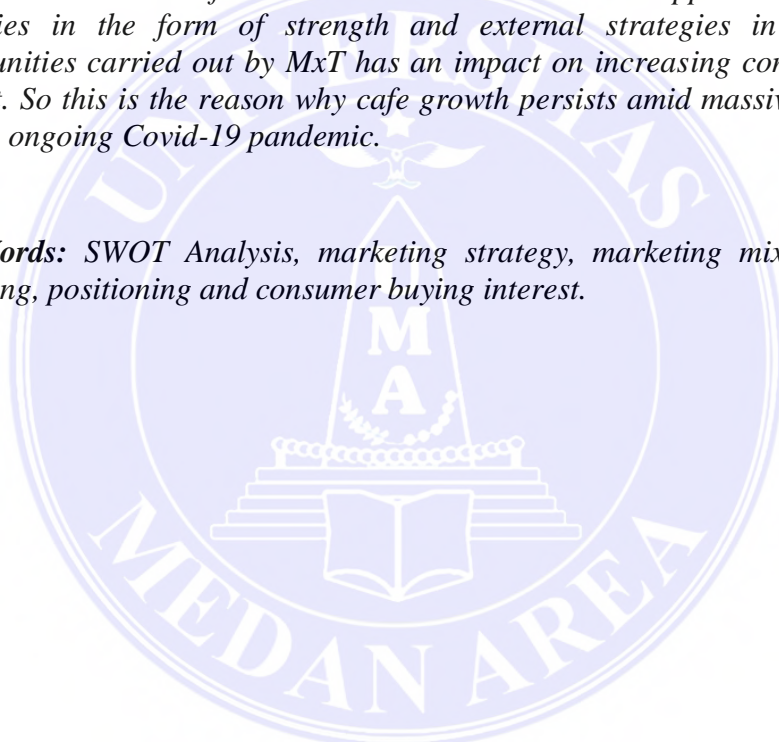 ies in the form of strength and external strategies in
unities carried out by MxT has an impact on increasing con
t. So this is the reason why cafe growth persists amid massiv
ongoing Covid-19 pandemic.
ords: SWOT Analysis, marketing strategy, marketing mix
ng, positioning and consumer buying interest.
UNIVERSITAS
U
M
A
MEDAN AREA